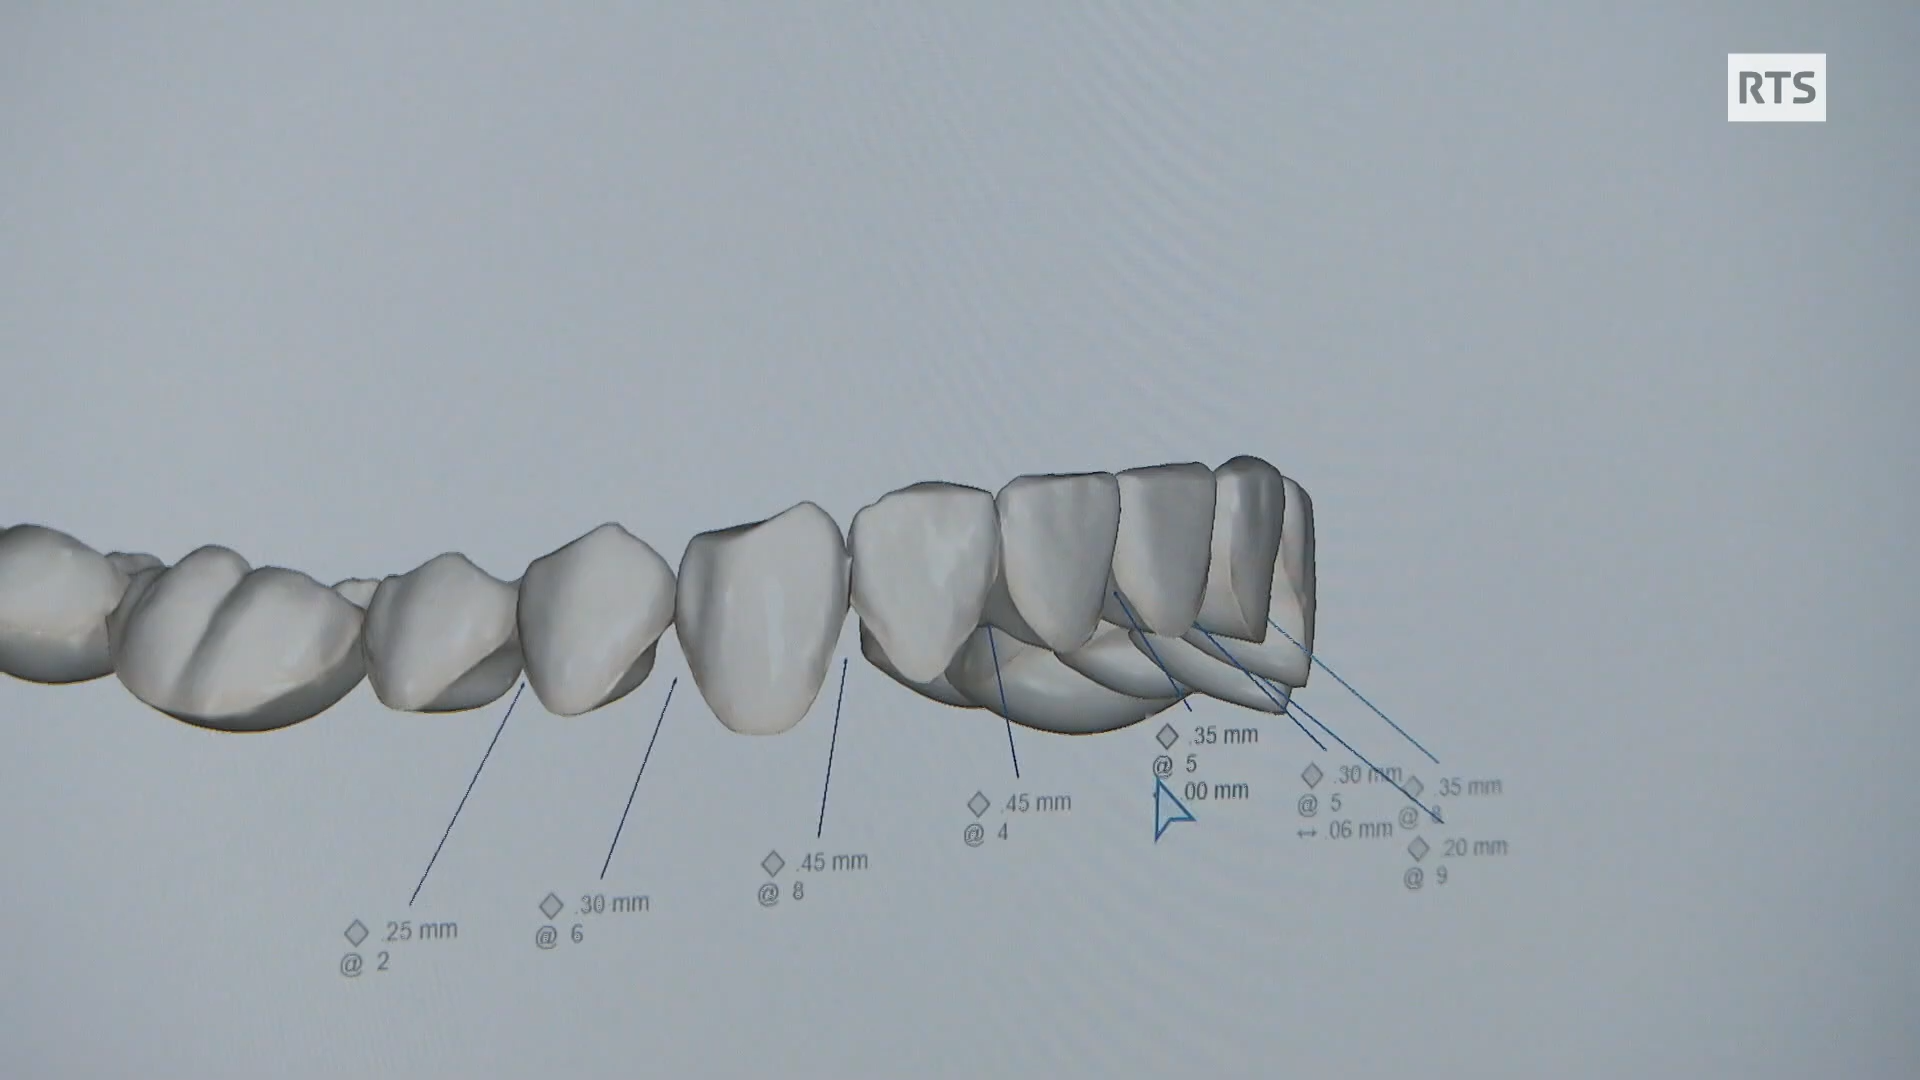 RTS
.35 mm
@ 5
.00 mm
.30 mm
@ 5
↔ .06 mm
.35 mm
@ 8
.20 mm
@ 9
.45 mm
@ 4
.45 mm
@ 8
.30 mm
@ 6
.25 mm
@ 2